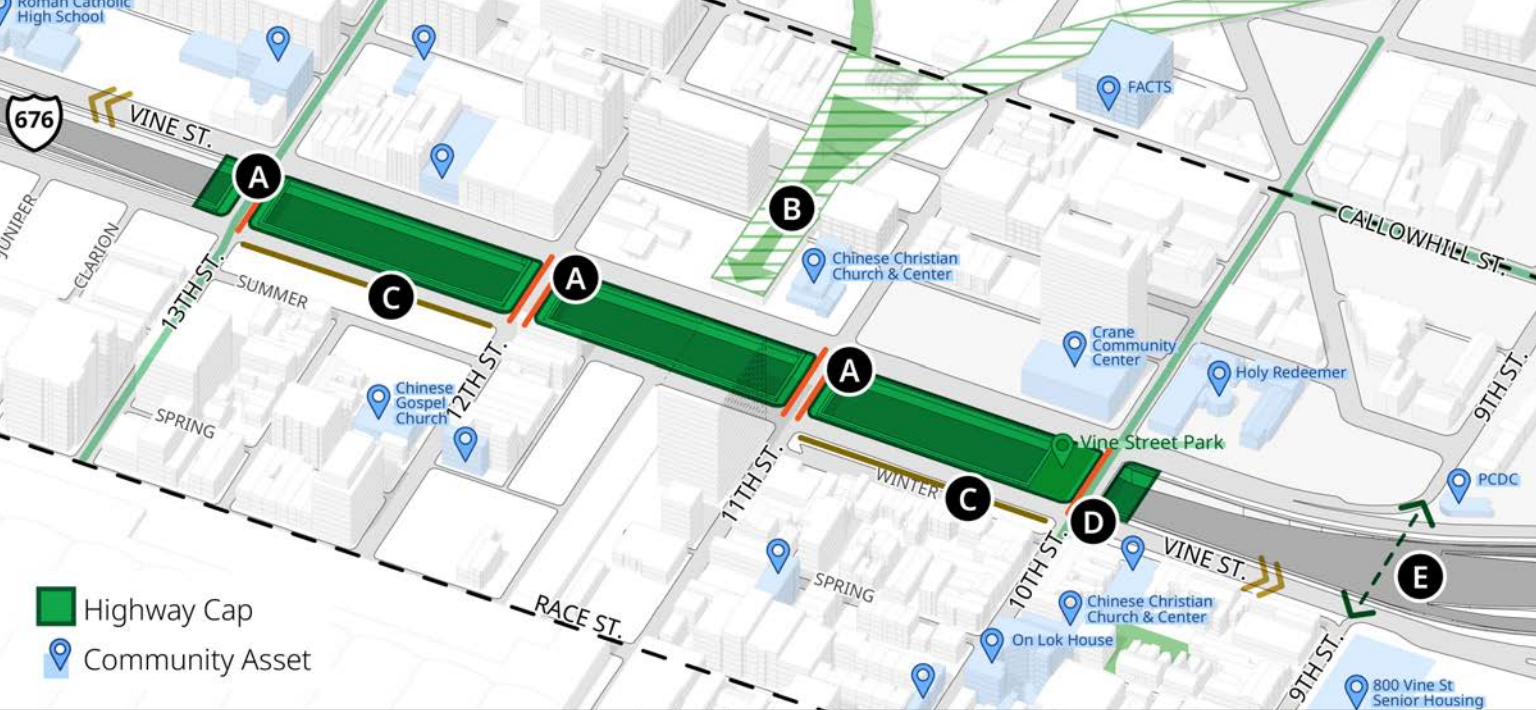 Roman Catholic
High School
676
VINE ST.
FACTS
A
B
CALLOWHILL ST.
JUNIPER
CLARION
13TH ST.
SUMMER
C
A
Chinese Christian
Church & Center
Crane
Community
Center
Holy Redeemer
9TH ST.
A
12TH ST.
Chinese
Gospel
Church
SPRING
Vine Street Park
11TH ST.
WINTER
C
D
PCDC
10TH ST.
VINE ST.
E
SPRING
Chinese Christian
Church & Center
On Lok House
RACE ST.
9TH ST.
800 Vine St
Senior Housing
Highway Cap
Community Asset